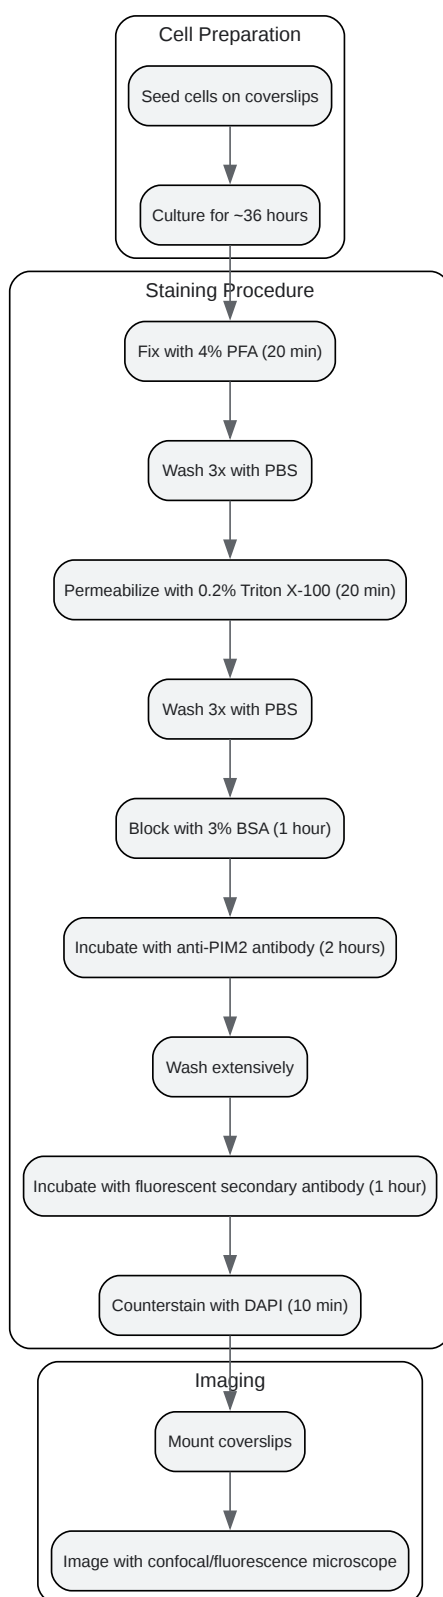 Cell Preparation
Seed cells on coverslips
Culture for ~36 hours
Staining Procedure
Fix with 4% PFA (20 min)
Wash 3x with PBS
Permeabilize with 0.2% Triton X-100 (20 min)
Wash 3x with PBS
Block with 3% BSA (1 hour)
Incubate with anti-PIM2 antibody (2 hours)
Wash extensively
Incubate with fluorescent secondary antibody (1 hour)
Counterstain with DAPI (10 min)
Imaging
Mount coverslips
Image with confocal/fluorescence microscope